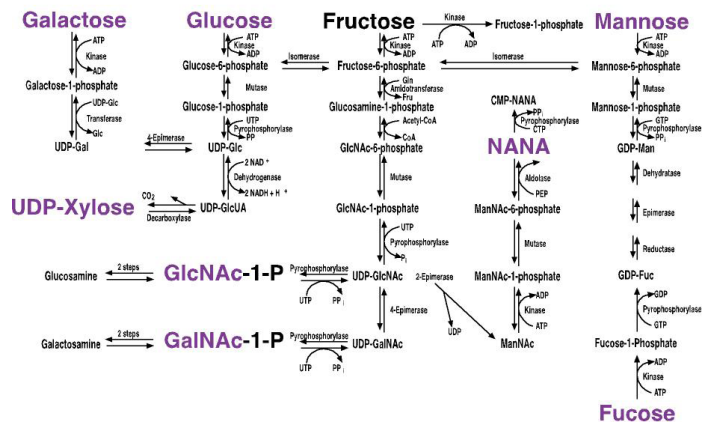 Galactose
ATP
Kinase
ADP
Galactose-1-phosphate
UDP-Glc
Transferase
Glc
UDP-Gal
4-Epimerase
Glucose
ATP
Kinase
ADP
Glucose-6-phosphate
Isomerase
Mutase
Glucose-1-phosphate
UTP
Pyrophosphorylase
PP
UDP-Glc
2 NAD +
Dehydrogenase
2 NADH + H +
UDP-GlcUA
CO2
Decarboxylase
UDP-Xylose
Fructose
Kinase
ATP ADP
Fructose-1-phosphate
ATP
Kinase
ADP
Fructose-6-phosphate
Isomerase
Gin
Amidotransferase
Fru
Glucosamine-1-phosphate
Acetyl-CoA
CoA
GlcNAc-6-phosphate
Mutase
GlcNAc-1-phosphate
UTP
Pyrophosphorylase
Pi
UDP-GlcNAc
4-Epimerase
UDP-GalNAc
2-Epimerase
UDP
Glucosamine
2 steps
GlcNAc-1-P
Pyrophosphorylase
UTP PPi
Galactosamine
2 steps
GalNAc-1-P
Pyrophosphorylase
UTP PPi
CMP-NANA
PPi
Pyrophosphorylase
CTP
NANA
Aldolase
PEP
ManNAc-6-phosphate
Mutase
ManNAc-1-phosphate
ADP
Kinase
ATP
ManNAc
Mannose
ATP
Kinase
ADP
Mannose-6-phosphate
Mutase
Mannose-1-phosphate
GTP
Pyrophosphorylase
PPi
GDP-Man
Dehydratase
Epimerase
Reductase
GDP-Fuc
GDP
Pyrophosphorylase
GTP
Fucose-1-Phosphate
ADP
Kinase
ATP
Fucose